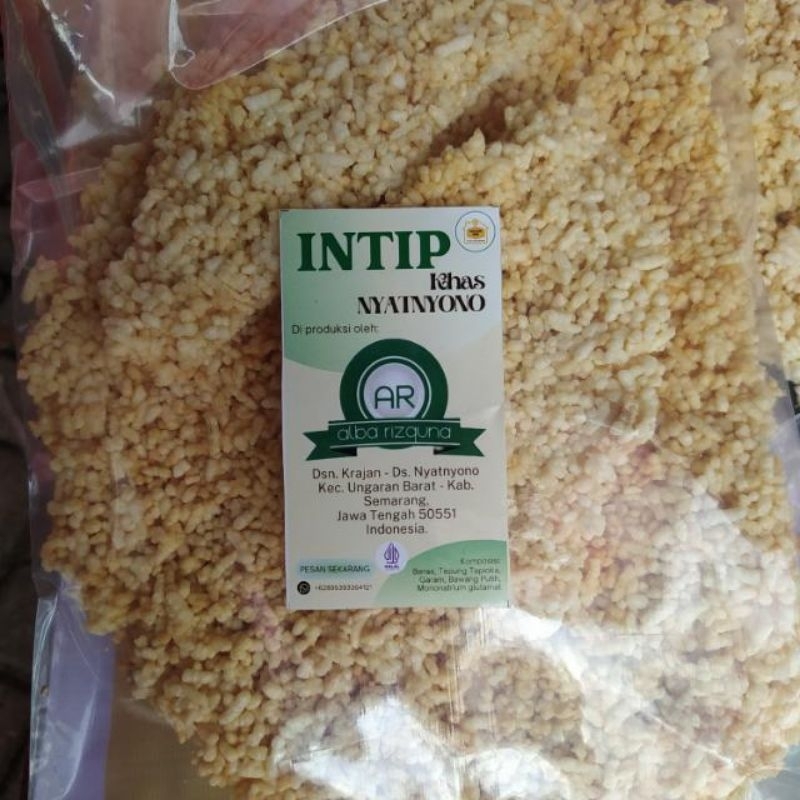 INTIP
Khas
NYATNYONO
Di produksi oleh:
AR
alba rizquna
Dsn. Krajan - Ds. Nyatnyono
Kec. Ungaran Barat - Kab.
Semarang,
Jawa Tengah 50551
Indonesia.
PESAN SEKARANG
HALAL
Komposisi:
Beras, Tepung Tapioka,
Garam, Bawang Putih,
Mononatrium glutamat